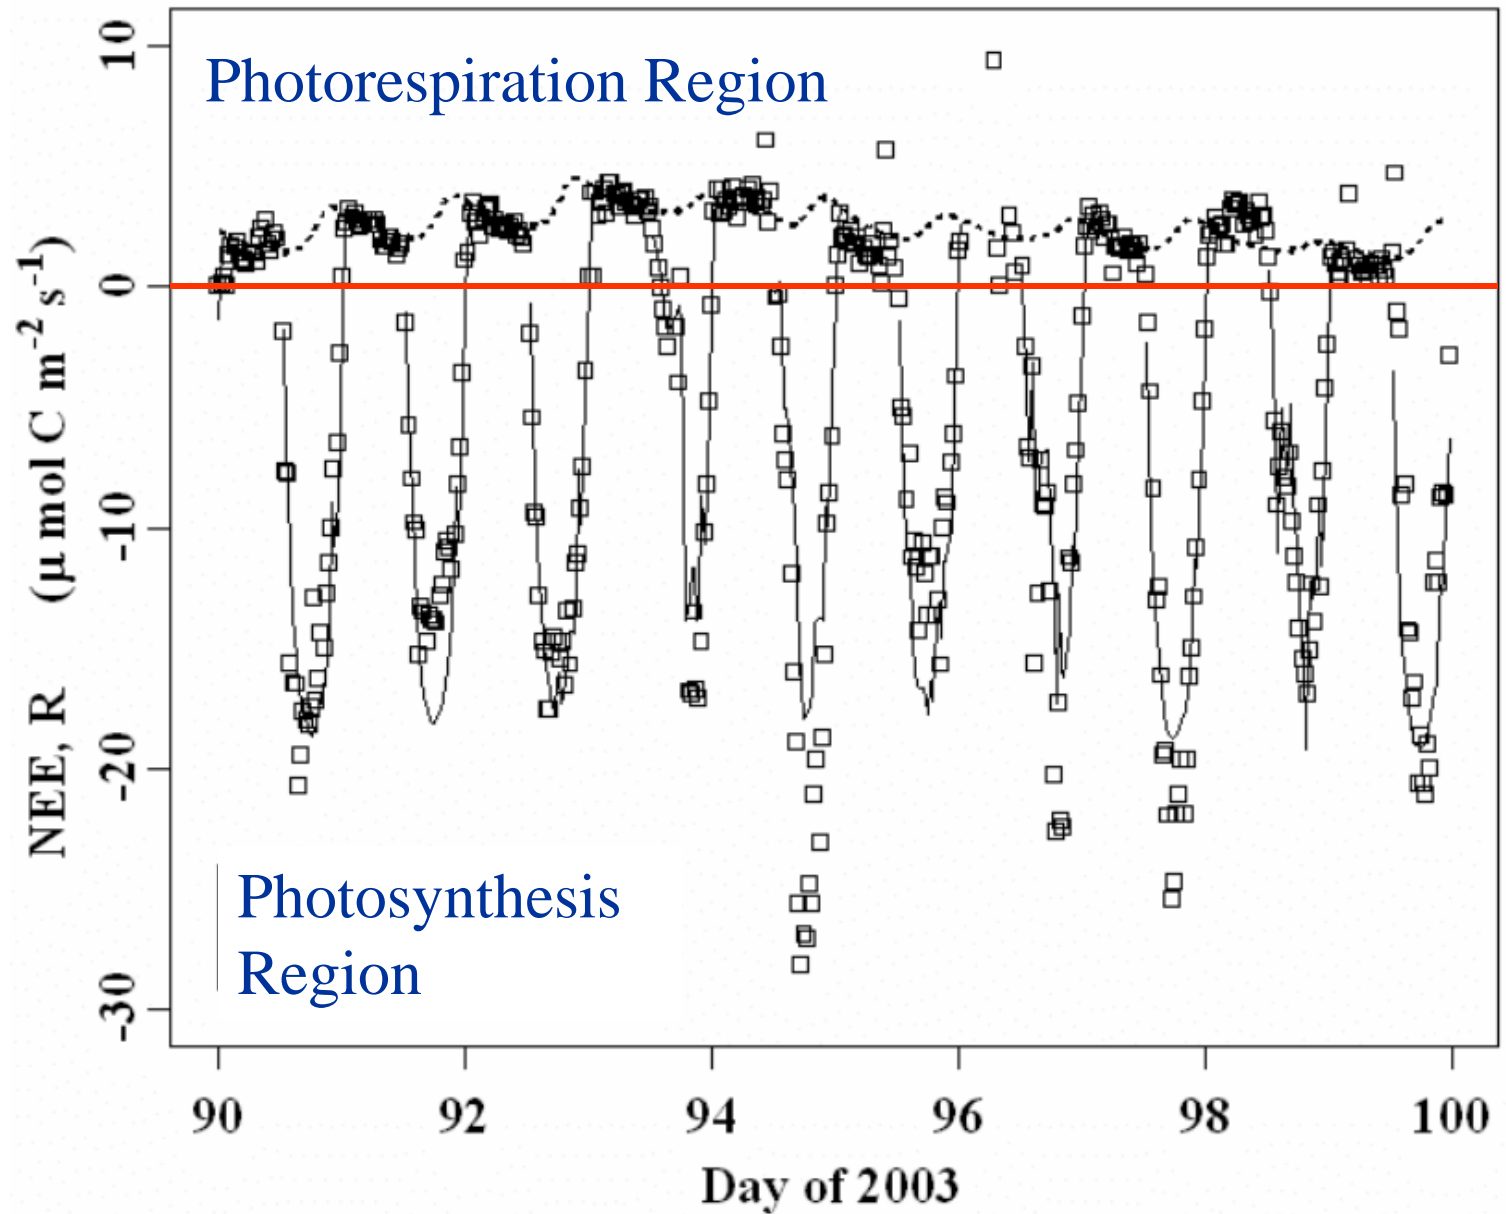 Photorespiration Region
Photosynthesis
Region
NEE, R (μ mol C m⁻² s⁻¹)
10
0
-10
-20
-30
90 92 94 96 98 100
Day of 2003